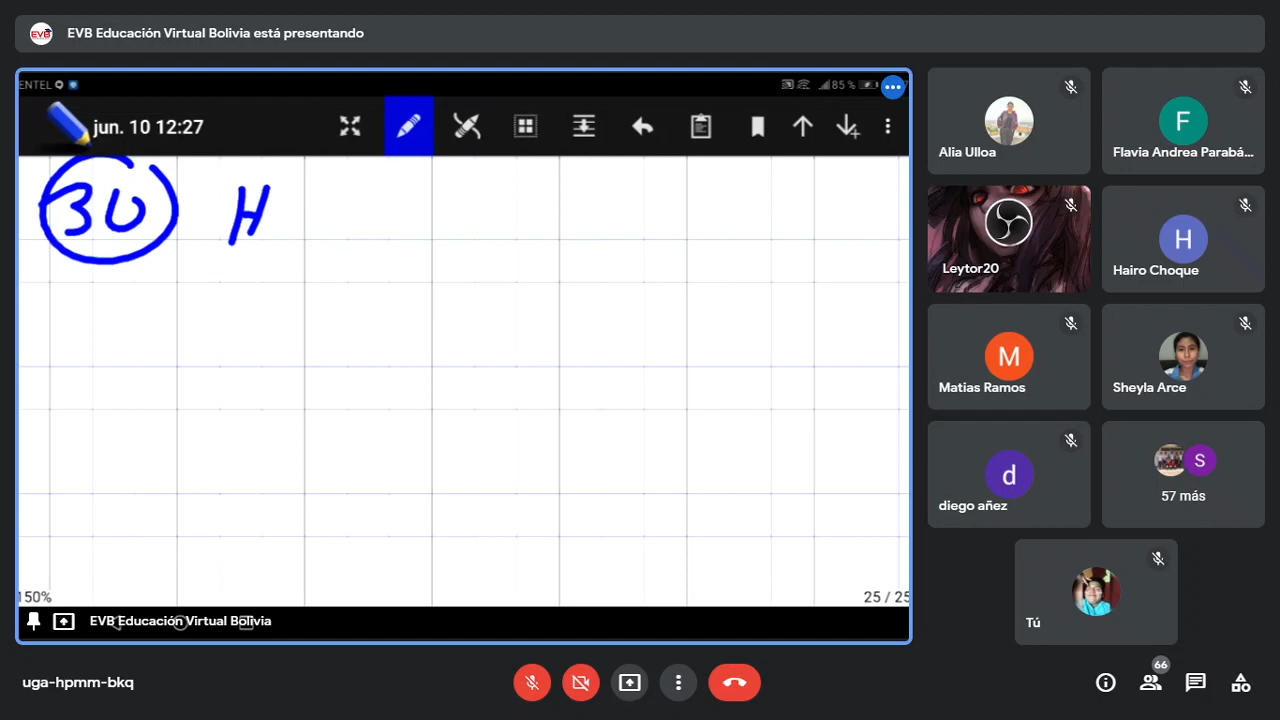 EVB Educación Virtual Bolivia está presentando
EVB
ENTEL
85 %
jun. 10 12:27
30 H
150%
25 / 25
EVB Educación Virtual Bolivia
Alia Ulloa
F
Flavia Andrea Parabá...
Leytor20
H
Hairo Choque
M
Matias Ramos
Sheyla Arce
d
diego añez
S
57 más
Tú
uga-hpmm-bkq
66